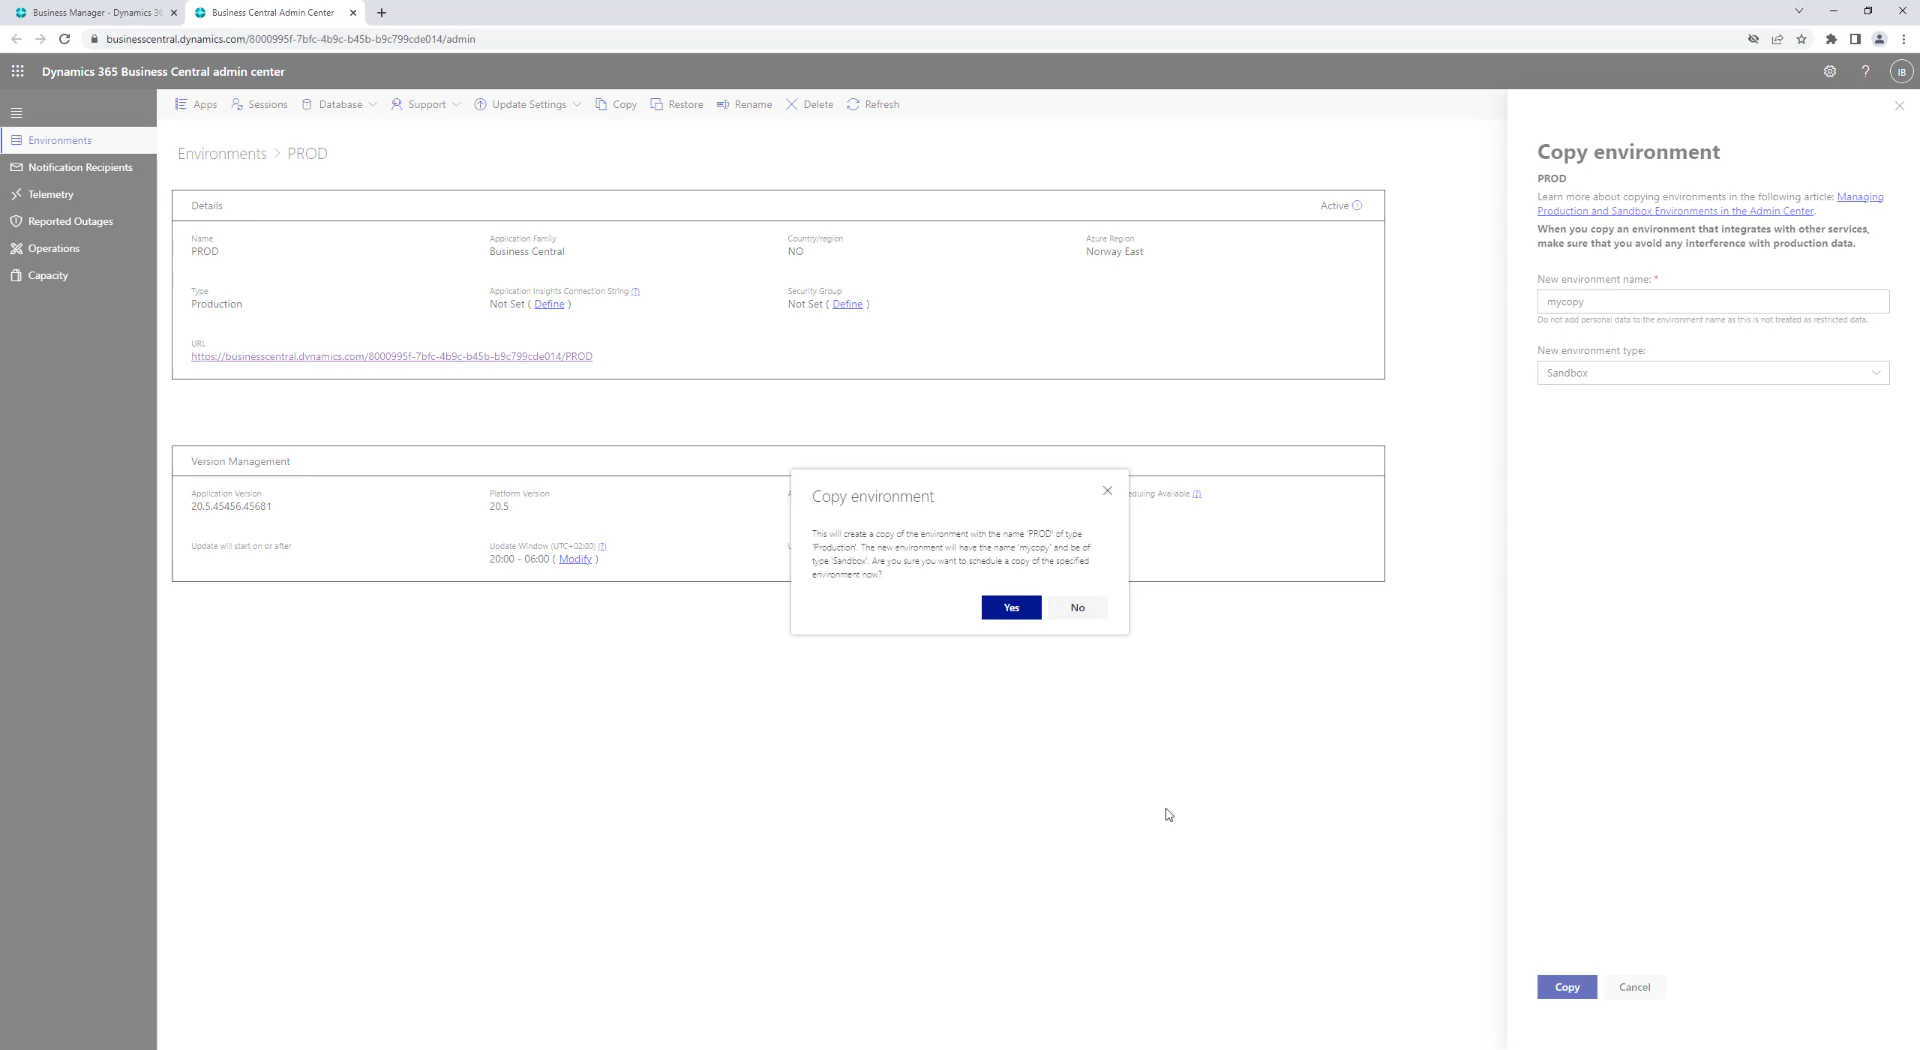 Business Manager - Dynamics 36
Business Central Admin Center
businesscentral.dynamics.com/8000995f-7bfc-4b9c-b45b-b9c799cde014/admin
Dynamics 365 Business Central admin center
IB
Apps
Sessions
Database
Support
Update Settings
Copy
Restore
Rename
Delete
Refresh
Environments
Notification Recipients
Telemetry
Reported Outages
Operations
Capacity
Environments > PROD
Details
Active
Name
PROD
Application Family
Business Central
Country/region
NO
Azure Region
Norway East
Type
Production
Application Insights Connection String (?)
Not Set ( Define )
Security Group
Not Set ( Define )
URL
https://businesscentral.dynamics.com/8000995f-7bfc-4b9c-b45b-b9c799cde014/PROD
Version Management
Application Version
20.5.45456.45681
Platform Version
20.5
eduling Available (?)
Update will start on or after
Update Window (UTC+02:00) (?)
20:00 - 06:00 ( Modify )
Copy environment
This will create a copy of the environment with the name 'PROD' of type
'Production'. The new environment will have the name 'mycopy' and be of
type 'Sandbox'. Are you sure you want to schedule a copy of the specified
environment now?
Yes
No
Copy environment
PROD
Learn more about copying environments in the following article: Managing
Production and Sandbox Environments in the Admin Center.
When you copy an environment that integrates with other services,
make sure that you avoid any interference with production data.
New environment name: *
mycopy
Do not add personal data to the environment name as this is not treated as restricted data.
New environment type:
Sandbox
Copy
Cancel